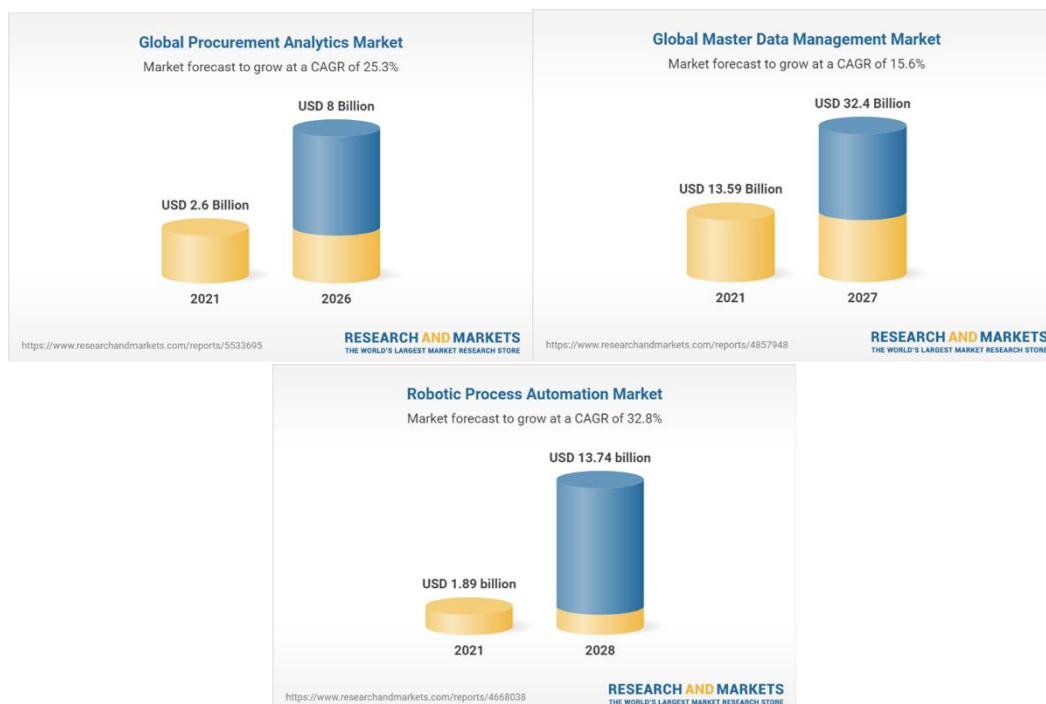 Global Procurement Analytics Market
Market forecast to grow at a CAGR of 25.3%
USD 8 Billion
USD 2.6 Billion
2021
2026
https://www.researchandmarkets.com/reports/5533695
RESEARCH AND MARKETS
THE WORLD'S LARGEST MARKET RESEARCH STORE
Global Master Data Management Market
Market forecast to grow at a CAGR of 15.6%
USD 32.4 Billion
USD 13.59 Billion
2021
2027
https://www.researchandmarkets.com/reports/4857948
RESEARCH AND MARKETS
THE WORLD'S LARGEST MARKET RESEARCH STORE
Robotic Process Automation Market
Market forecast to grow at a CAGR of 32.8%
USD 13.74 billion
USD 1.89 billion
2021
2028
https://www.researchandmarkets.com/reports/4668038
RESEARCH AND MARKETS
THE WORLD'S LARGEST MARKET RESEARCH STORE